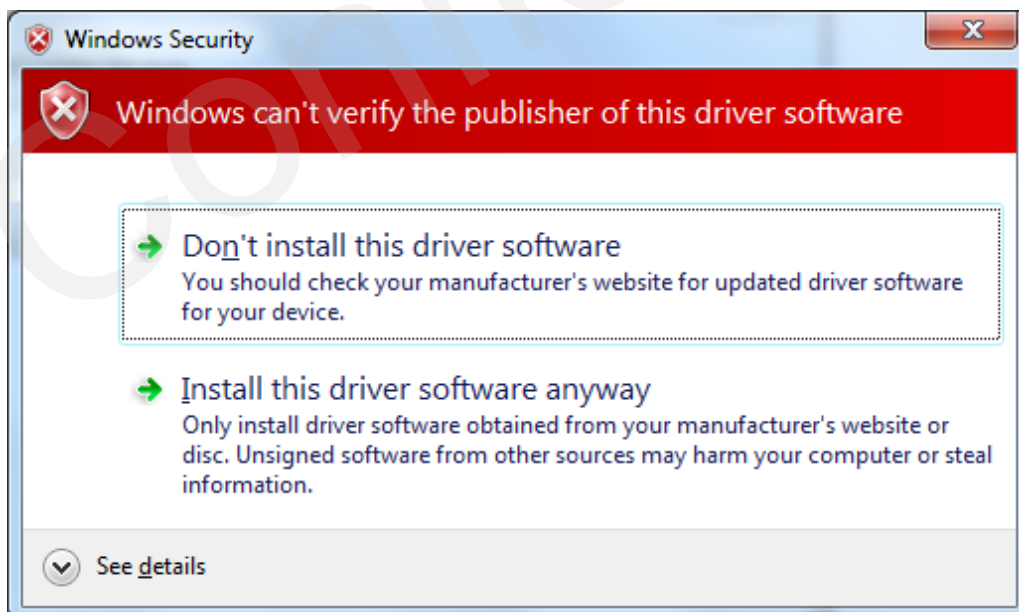 Windows Security
Windows can't verify the publisher of this driver software
Don't install this driver software
You should check your manufacturer's website for updated driver software
for your device.
Install this driver software anyway
Only install driver software obtained from your manufacturer's website or
disc. Unsigned software from other sources may harm your computer or steal
information.
See details